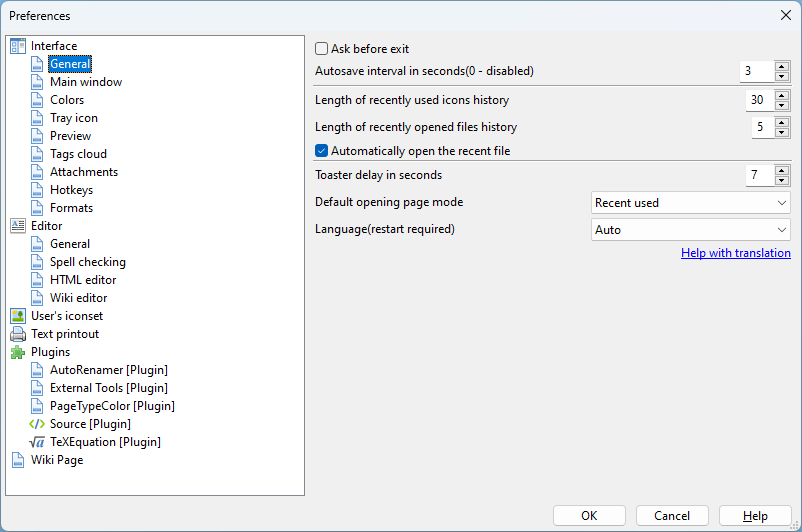 Preferences
Interface
General
Main window
Colors
Tray icon
Preview
Tags cloud
Attachments
Hotkeys
Formats
Editor
General
Spell checking
HTML editor
Wiki editor
User's iconset
Text printout
Plugins
AutoRenamer [Plugin]
External Tools [Plugin]
PageTypeColor [Plugin]
Source [Plugin]
TeXEquation [Plugin]
Wiki Page
Ask before exit
Autosave interval in seconds(0 - disabled) 3
Length of recently used icons history 30
Length of recently opened files history 5
Automatically open the recent file
Toaster delay in seconds 7
Default opening page mode Recent used
Language(restart required) Auto
Help with translation
OK Cancel Help